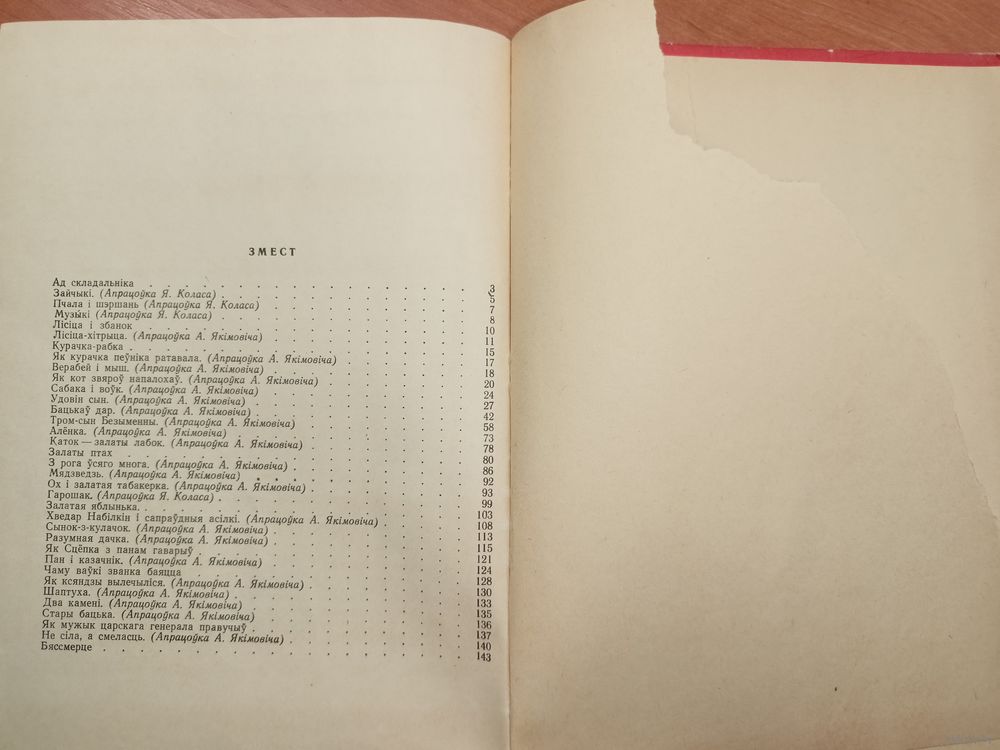 ЗМЕСТ
Ад складальніка . . . . . . . . . . . . . 3
Зайчыкі. (Апрацоўка Я. Коласа) . . . . . . . . . . 5
Пчала і шэршань (Апрацоўка Я. Коласа) . . . . . . . . 7
Музыкі (Апрацоўка Я. Коласа) . . . . . . . . . . 8
Лісіца і збанок . . . . . . . . . . . . . 10
Лісіца-хітрыца. (Апрацоўка А. Якімовіча) . . . . . . . . 11
Курачка-рабка . . . . . . . . . . . . . 15
Як курачка пеўніка ратавала. (Апрацоўка А. Якімовіча) . . . . . 17
Верабей і мыш. (Апрацоўка А. Якімовіча) . . . . . . . . 18
Як кот звяроў напалохаў. (Апрацоўка А. Якімовіча) . . . . . . 20
Сабака і воўк. (Апрацоўка А. Якімовіча) . . . . . . . . 24
Удовін сын. (Апрацоўка А. Якімовіча) . . . . . . . . 27
Бацькаў дар. (Апрацоўка А. Якімовіча) . . . . . . . . 42
Тром-сын Безыменны. (Апрацоўка А. Якімовіча) . . . . . . 58
Алёнка. (Апрацоўка А. Якімовіча) . . . . . . . . . 73
Каток — залаты лабок. (Апрацоўка А. Якімовіча) . . . . . . 78
Залаты птах . . . . . . . . . . . . . 80
З рога ўсяго многа. (Апрацоўка А. Якімовіча) . . . . . . . 86
Мядзведзь. (Апрацоўка А. Якімовіча) . . . . . . . . 92
Ох і залатая табакерка. (Апрацоўка А. Якімовіча) . . . . . . 93
Гарошак. (Апрацоўка Я. Коласа) . . . . . . . . . 99
Залатая яблынька. . . . . . . . . . . . . 103
Хведар Набілкін і сапраўдныя асілкі. (Апрацоўка А. Якімовіча) . . . 108
Сынок-з-кулачок. (Апрацоўка А. Якімовіча) . . . . . . . 113
Разумная дачка. (Апрацоўка А. Якімовіча) . . . . . . . 115
Як Сцёпка з панам гаварыў . . . . . . . . . . 121
Пан і казачнік. (Апрацоўка А. Якімовіча) . . . . . . . . 124
Чаму ваўкі званка баяцца . . . . . . . . . . 128
Як ксяндзы вылечыліся. (Апрацоўка А. Якімовіча) . . . . . . 130
Шаптуха. (Апрацоўка А. Якімовіча) . . . . . . . . . 133
Два камені. (Апрацоўка А. Якімовіча) . . . . . . . . 135
Стары бацька. (Апрацоўка А. Якімовіча) . . . . . . . . 136
Як мужык царскага генерала правучыў . . . . . . . . 137
Не сіла, а смеласць. (Апрацоўка А. Якімовіча) . . . . . . . 140
Бяссмерце . . . . . . . . . . . . . . 143